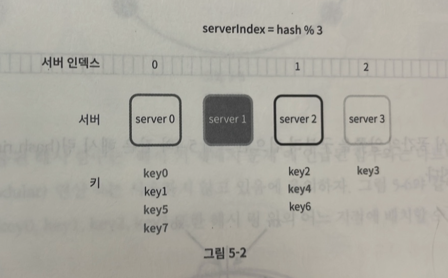 serverIndex = hash % 3
서버 인덱스 0 1 2
서버 server 0 server 1 server 2 server 3
키 key0 key2 key3
key1 key4
key5 key6
key7
그림 5-2